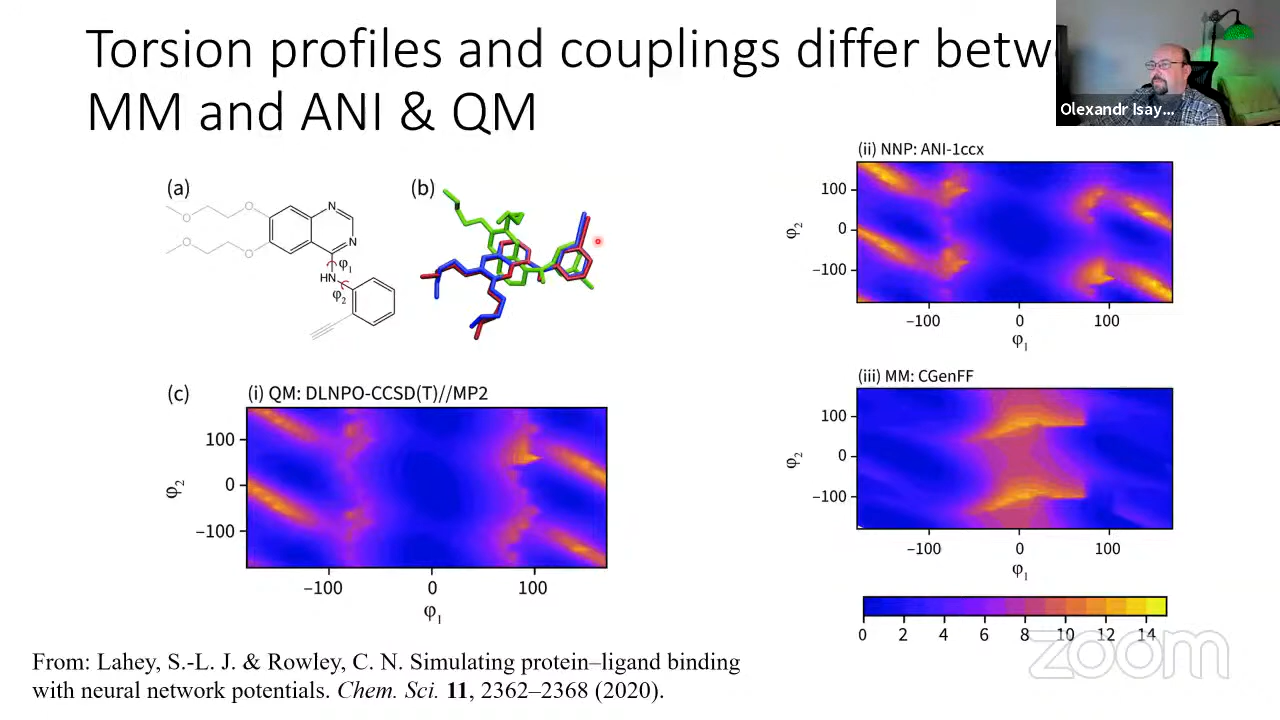 Torsion profiles and couplings differ betw
MM and ANI & QM
Olexandr Isay...
(a)
N
N
HN
O
O
O
O
φ1
φ2
(b)
(ii) NNP: ANI-1ccx
100
0
−100
φ2
−100
0
100
φ1
(c)
(i) QM: DLNPO-CCSD(T)//MP2
100
0
−100
φ2
−100
0
100
φ1
(iii) MM: CGenFF
100
0
−100
φ2
−100
0
100
φ1
0 2 4 6 8 10 12 14
zoom
From: Lahey, S.-L. J. & Rowley, C. N. Simulating protein–ligand binding
with neural network potentials. Chem. Sci. 11, 2362–2368 (2020).